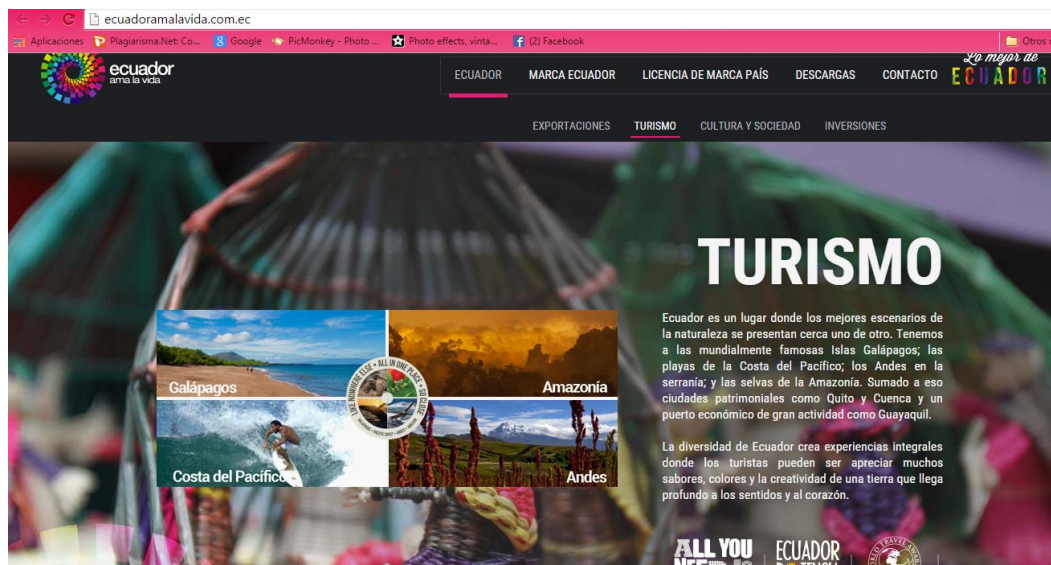 ecuadoramalavida.com.ec
Aplicaciones Plagiarisma.Net: Co... Google PicMonkey - Photo ... Photo effects, vinta... (2) Facebook Otros
ecuador
ama la vida
ECUADOR MARCA ECUADOR LICENCIA DE MARCA PAÍS DESCARGAS CONTACTO
Lo mejor de
ECUADOR
EXPORTACIONES TURISMO CULTURA Y SOCIEDAD INVERSIONES
TURISMO
Galápagos
Amazonía
Costa del Pacífico
Andes
LIKE NOWHERE ELSE • ALL IN ONE PLACE • SO CLOSE
Ecuador es un lugar donde los mejores escenarios de
la naturaleza se presentan cerca uno de otro. Tenemos
a las mundialmente famosas Islas Galápagos; las
playas de la Costa del Pacífico; los Andes en la
serranía; y las selvas de la Amazonía. Sumado a eso
ciudades patrimoniales como Quito y Cuenca y un
puerto económico de gran actividad como Guayaquil.
La diversidad de Ecuador crea experiencias integrales
donde los turistas pueden ser apreciar muchos
sabores, colores y la creatividad de una tierra que llega
profundo a los sentidos y al corazón.
ALL YOU
NEED IS
ECUADOR